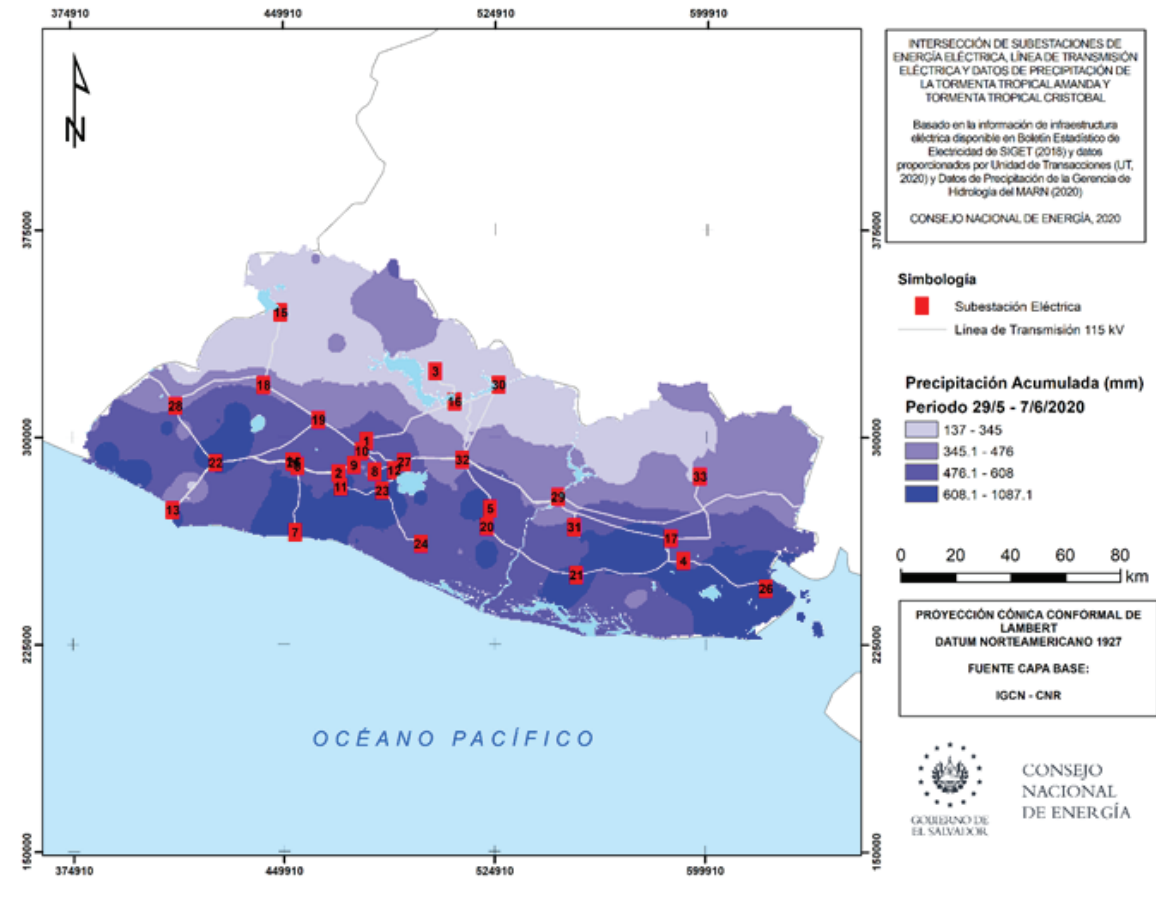 374910
449910
524910
599910
INTERSECCIÓN DE SUBESTACIONES DE
ENERGÍA ELÉCTRICA, LÍNEA DE TRANSMISIÓN
ELÉCTRICA Y DATOS DE PRECIPITACIÓN DE
LA TORMENTA TROPICAL AMANDA Y
TORMENTA TROPICAL CRISTOBAL
Basado en la información de infraestructura
eléctrica disponible en Boletín Estadístico de
Electricidad de SIGET (2018) y datos
proporcionados por Unidad de Transacciones (UT,
2020) y Datos de Precipitación de la Gerencia de
Hidrología del MARN (2020)
CONSEJO NACIONAL DE ENERGÍA, 2020
N
375000
375000
Simbología
Subestación Eléctrica
Línea de Transmisión 115 kV
Precipitación Acumulada (mm)
Periodo 29/5 - 7/6/2020
137 - 345
345.1 - 476
476.1 - 608
608.1 - 1087.1
15
3
18
30
16
28
19
300000
300000
1
10
22
9
27
32
2
8
12
33
11
23
29
13
5
20
31
7
24
17
4
21
26
0 20 40 60 80
km
PROYECCIÓN CÓNICA CONFORMAL DE
LAMBERT
DATUM NORTEAMERICANO 1927
FUENTE CAPA BASE:
IGCN - CNR
225000
225000
OCÉANO PACÍFICO
CONSEJO
NACIONAL
DE ENERGÍA
GOBIERNO DE
EL SALVADOR
150000
150000
374910
449910
524910
599910